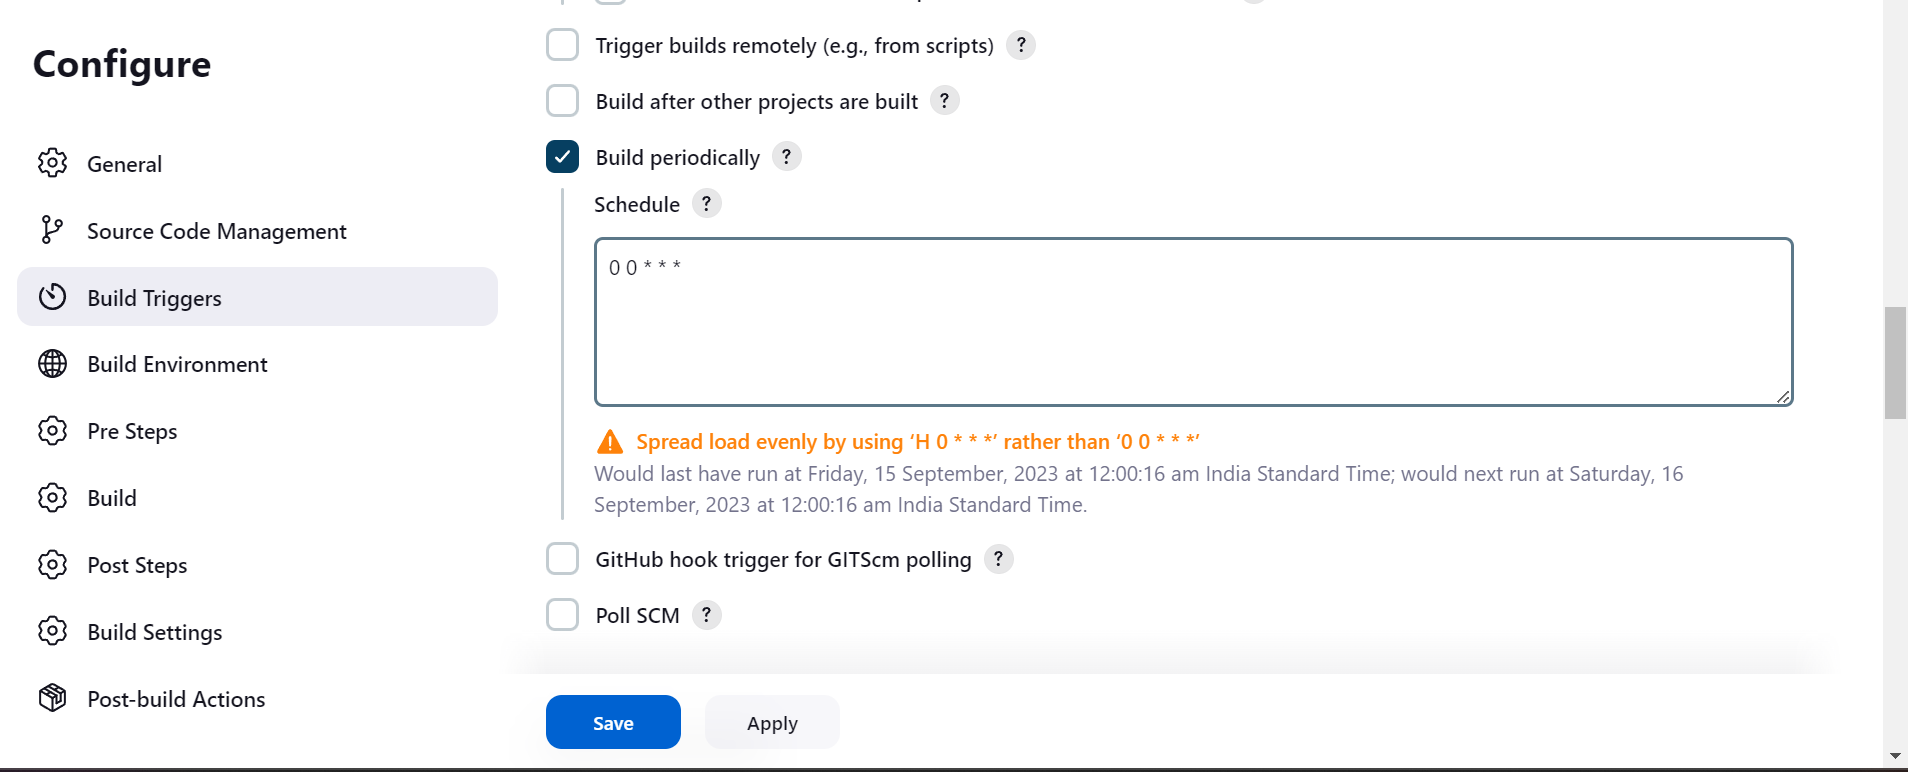 Configure
General
Source Code Management
Build Triggers
Build Environment
Pre Steps
Build
Post Steps
Build Settings
Post-build Actions
Trigger builds remotely (e.g., from scripts) ?
Build after other projects are built ?
Build periodically ?
Schedule ?
0 0 * * *
Spread load evenly by using ‘H 0 * * *’ rather than ‘0 0 * * *’
Would last have run at Friday, 15 September, 2023 at 12:00:16 am India Standard Time; would next run at Saturday, 16
September, 2023 at 12:00:16 am India Standard Time.
GitHub hook trigger for GITScm polling ?
Poll SCM ?
Save
Apply